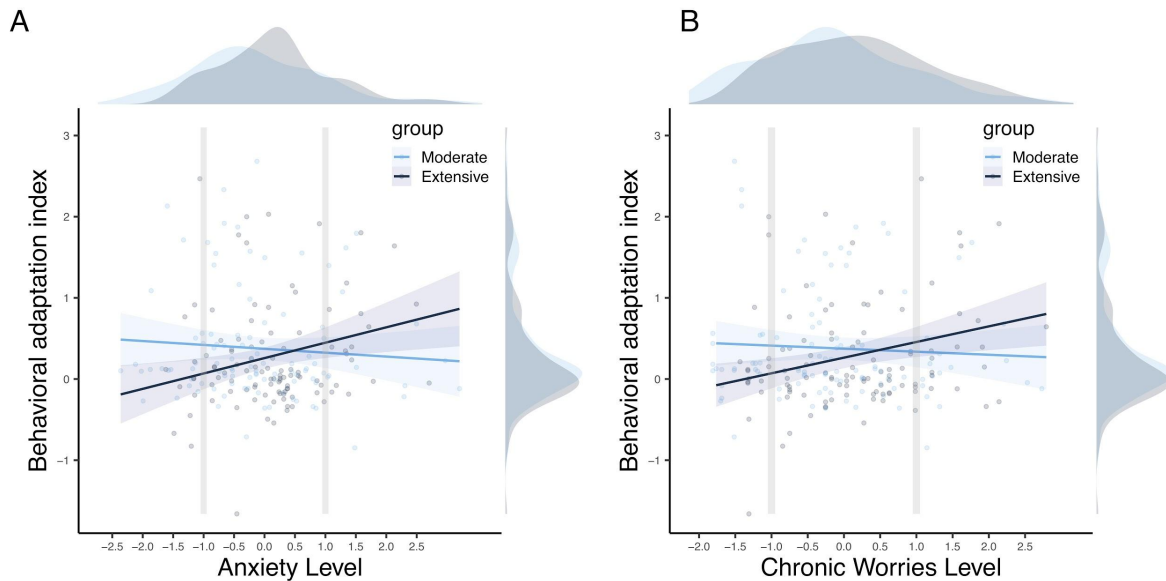 A
group
Moderate
Extensive
Behavioral adaptation index
3
2
1
0
−1
−2.5 −2.0 −1.5 −1.0 −0.5 0.0 0.5 1.0 1.5 2.0 2.5
Anxiety Level
B
group
Moderate
Extensive
Behavioral adaptation index
3
2
1
0
−1
−2.0 −1.5 −1.0 −0.5 0.0 0.5 1.0 1.5 2.0 2.5
Chronic Worries Level